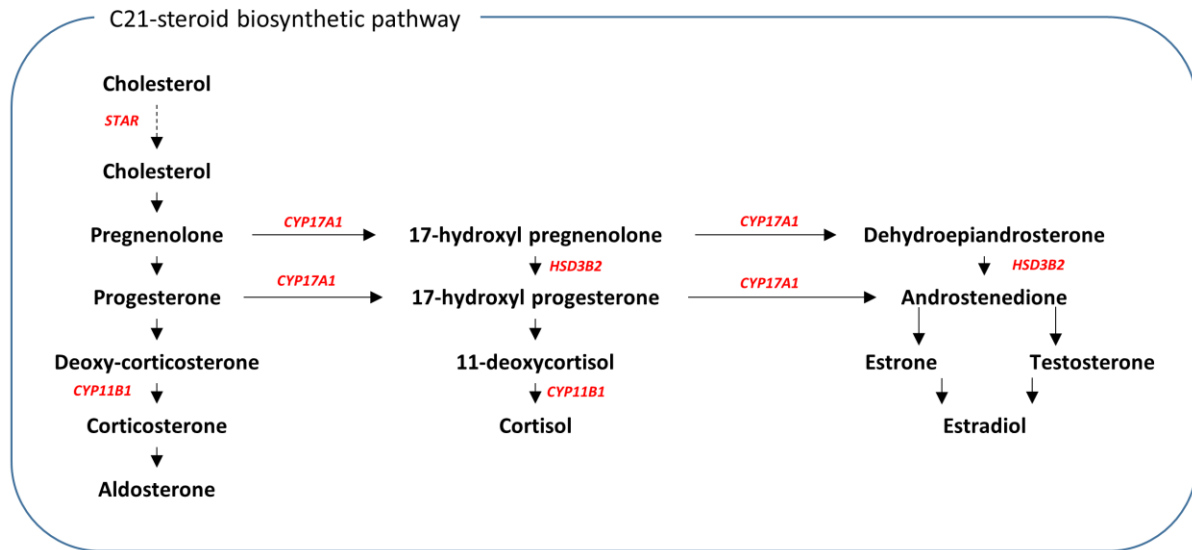 C21-steroid biosynthetic pathway
Cholesterol
STAR
Cholesterol
CYP17A1
CYP17A1
Pregnenolone
17-hydroxyl pregnenolone
Dehydroepiandrosterone
HSD3B2
HSD3B2
CYP17A1
CYP17A1
Progesterone
17-hydroxyl progesterone
Androstenedione
Deoxy-corticosterone
11-deoxycortisol
Estrone
Testosterone
CYP11B1
CYP11B1
Corticosterone
Cortisol
Estradiol
Aldosterone